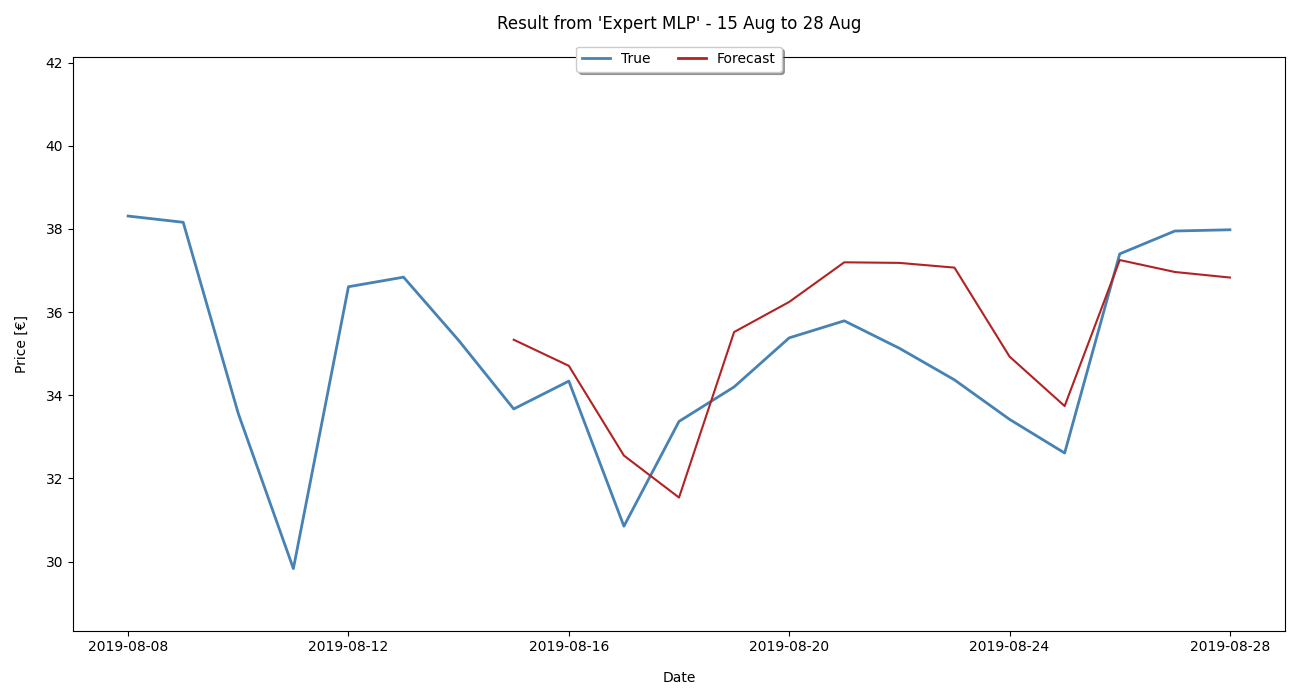 Result from 'Expert MLP' - 15 Aug to 28 Aug
True Forecast
42
40
38
36
34
32
30
Price [€]
2019-08-08 2019-08-12 2019-08-16 2019-08-20 2019-08-24 2019-08-28
Date